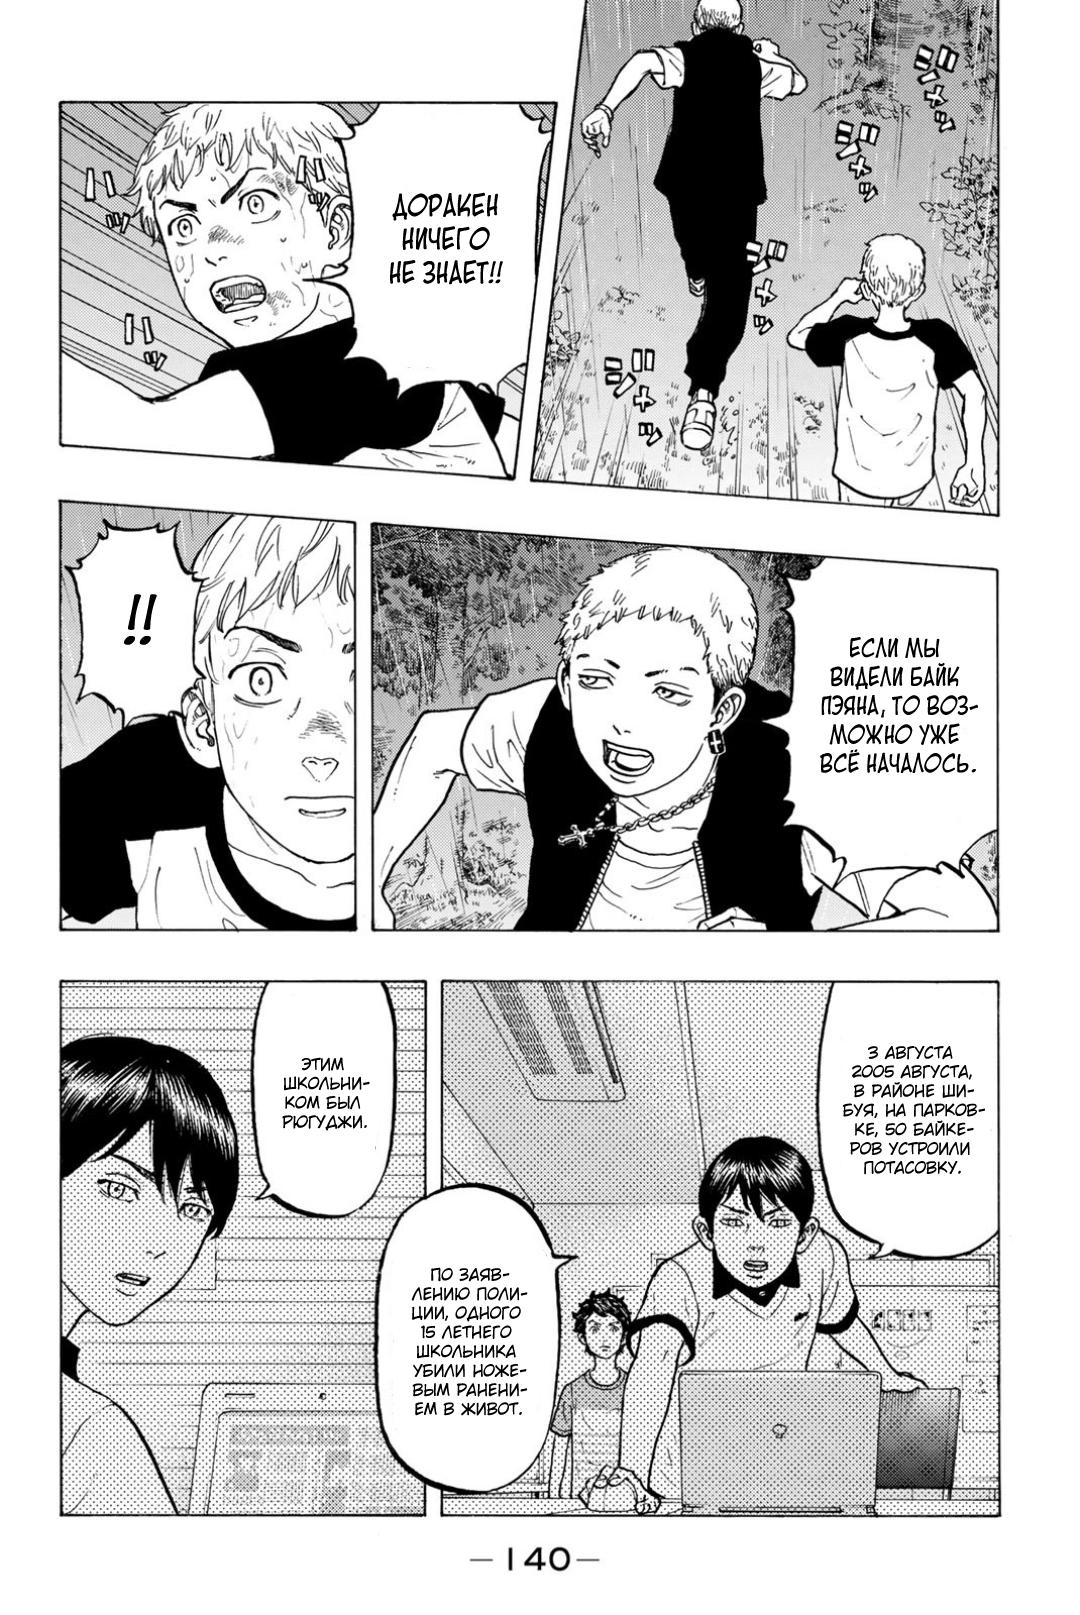 ДОРАКЕН
НИЧЕГО
НЕ ЗНАЕТ!!
ЕСЛИ МЫ
ВИДЕЛИ БАЙК
ПЭЯНА, ТО ВОЗ-
МОЖНО УЖЕ
ВСЁ НАЧАЛОСЬ.
!!
3 АВГУСТА
2005 АВГУСТА,
В РАЙОНЕ ШИ-
БУЯ, НА ПАРКОВ-
КЕ, 50 БАЙКЕ-
РОВ УСТРОИЛИ
ПОТАСОВКУ.
ПО ЗАЯВ-
ЛЕНИЮ ПОЛИ-
ЦИИ, ОДНОГО
15 ЛЕТНЕГО
ШКОЛЬНИКА
УБИЛИ НОЖЕ-
ВЫМ РАНЕНИ-
ЕМ В ЖИВОТ.
ЭТИМ
ШКОЛЬНИ-
КОМ БЫЛ
РЮГУДЖИ.
—140—